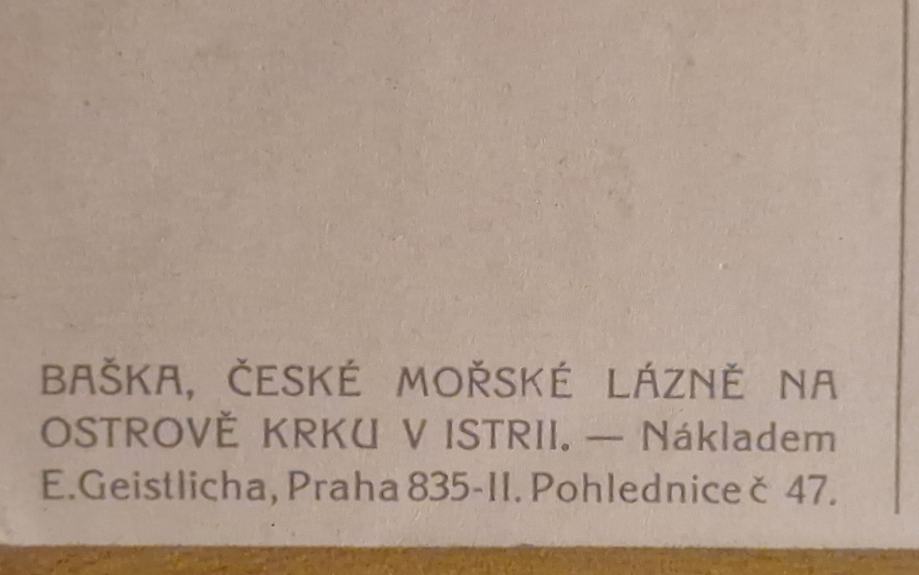 BAŠKA, ČESKÉ MOŘSKÉ LÁZNĚ NA
OSTROVĚ KRKU V ISTRII. — Nákladem
E.Geistlicha, Praha 835-II. Pohlednice č 47.